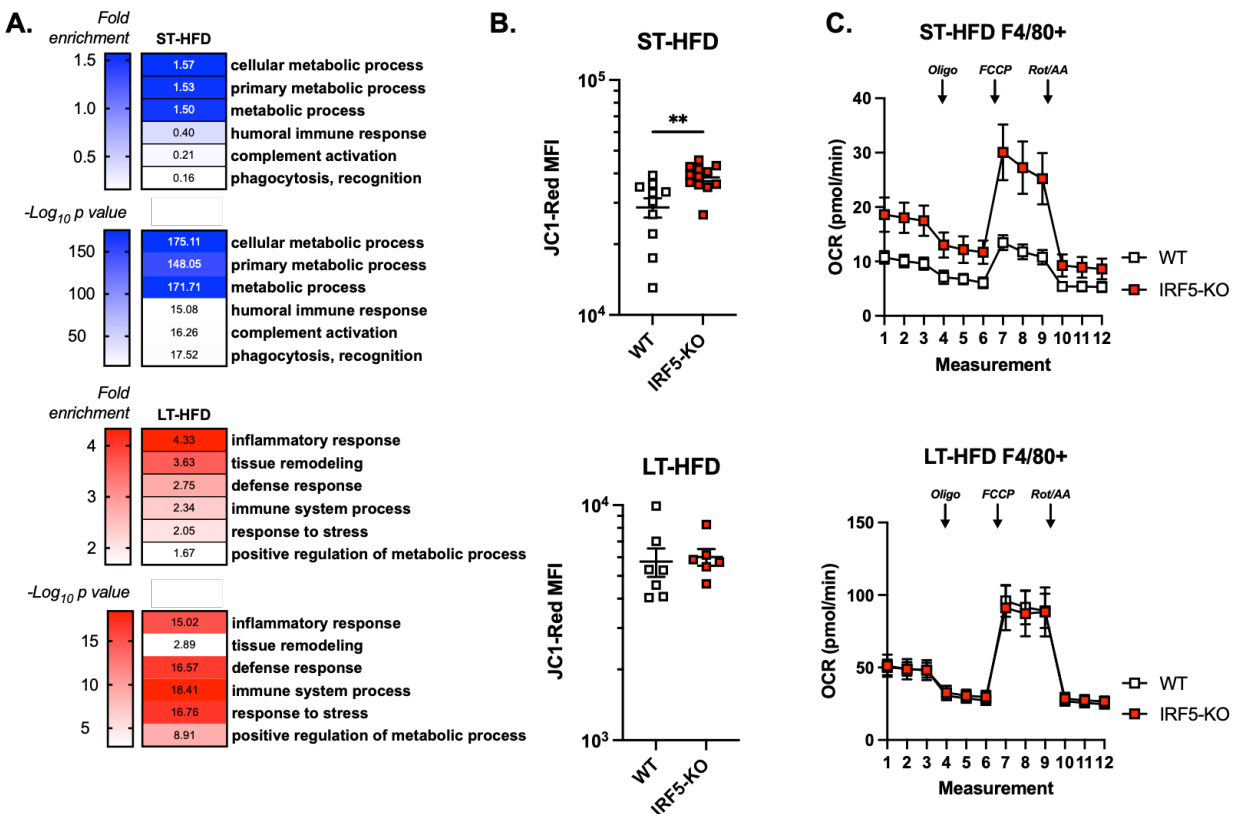 A.
Fold
enrichment
ST-HFD
1.5
1.0
0.5
1.57 cellular metabolic process
1.53 primary metabolic process
1.50 metabolic process
0.40 humoral immune response
0.21 complement activation
0.16 phagocytosis, recognition
-Log10 p value
150
100
50
175.11 cellular metabolic process
148.05 primary metabolic process
171.71 metabolic process
15.08 humoral immune response
16.26 complement activation
17.52 phagocytosis, recognition
Fold
enrichment
LT-HFD
4
3
2
4.33 inflammatory response
3.63 tissue remodeling
2.75 defense response
2.34 immune system process
2.05 response to stress
1.67 positive regulation of metabolic process
-Log10 p value
15
10
5
15.02 inflammatory response
2.89 tissue remodeling
16.57 defense response
18.41 immune system process
16.76 response to stress
8.91 positive regulation of metabolic process
B.
ST-HFD
JC1-Red MFI
10⁵
10⁴
**
WT
IRF5-KO
LT-HFD
JC1-Red MFI
10⁴
10³
WT
IRF5-KO
C.
ST-HFD F4/80+
Oligo FCCP Rot/AA
OCR (pmol/min)
40
30
20
10
0
1 2 3 4 5 6 7 8 9 10 11 12
Measurement
WT
IRF5-KO
LT-HFD F4/80+
Oligo FCCP Rot/AA
OCR (pmol/min)
150
100
50
0
1 2 3 4 5 6 7 8 9 10 11 12
Measurement
WT
IRF5-KO